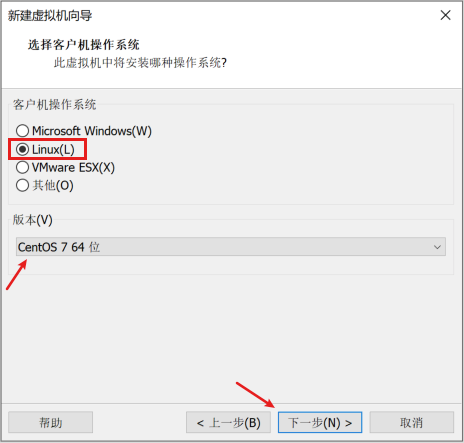 新建虚拟机向导
选择客户机操作系统
此虚拟机中将安装哪种操作系统?
客户机操作系统
Microsoft Windows(W)
Linux(L)
VMware ESX(X)
其他(O)
版本(V)
CentOS 7 64 位
帮助
< 上一步(B)
下一步(N) >
取消